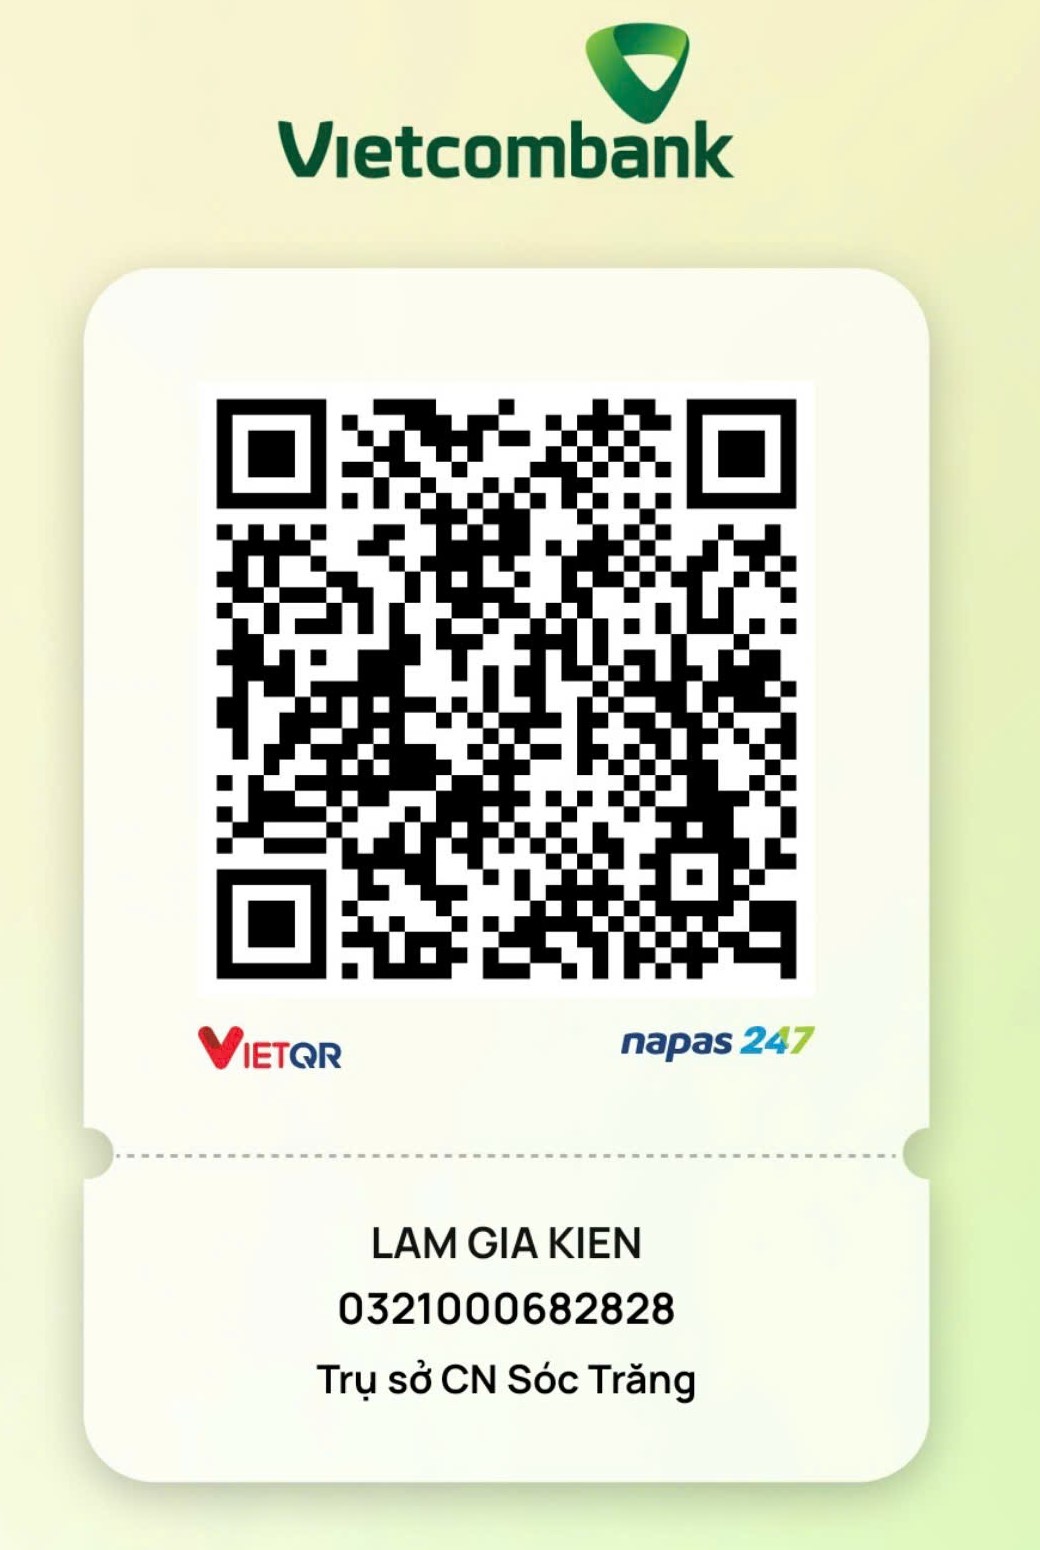 Vietcombank
VIETQR
napas 247
LAM GIA KIEN
0321000682828
Trụ sở CN Sóc Trăng